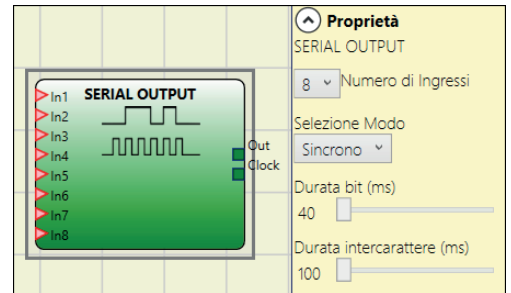 SERIAL OUTPUT
In1
In2
In3
In4
In5
In6
In7
In8
Out
Clock
Proprietà
SERIAL OUTPUT
8 Numero di Ingressi
Selezione Modo
Sincrono
Durata bit (ms)
40
Durata intercarattere (ms)
100